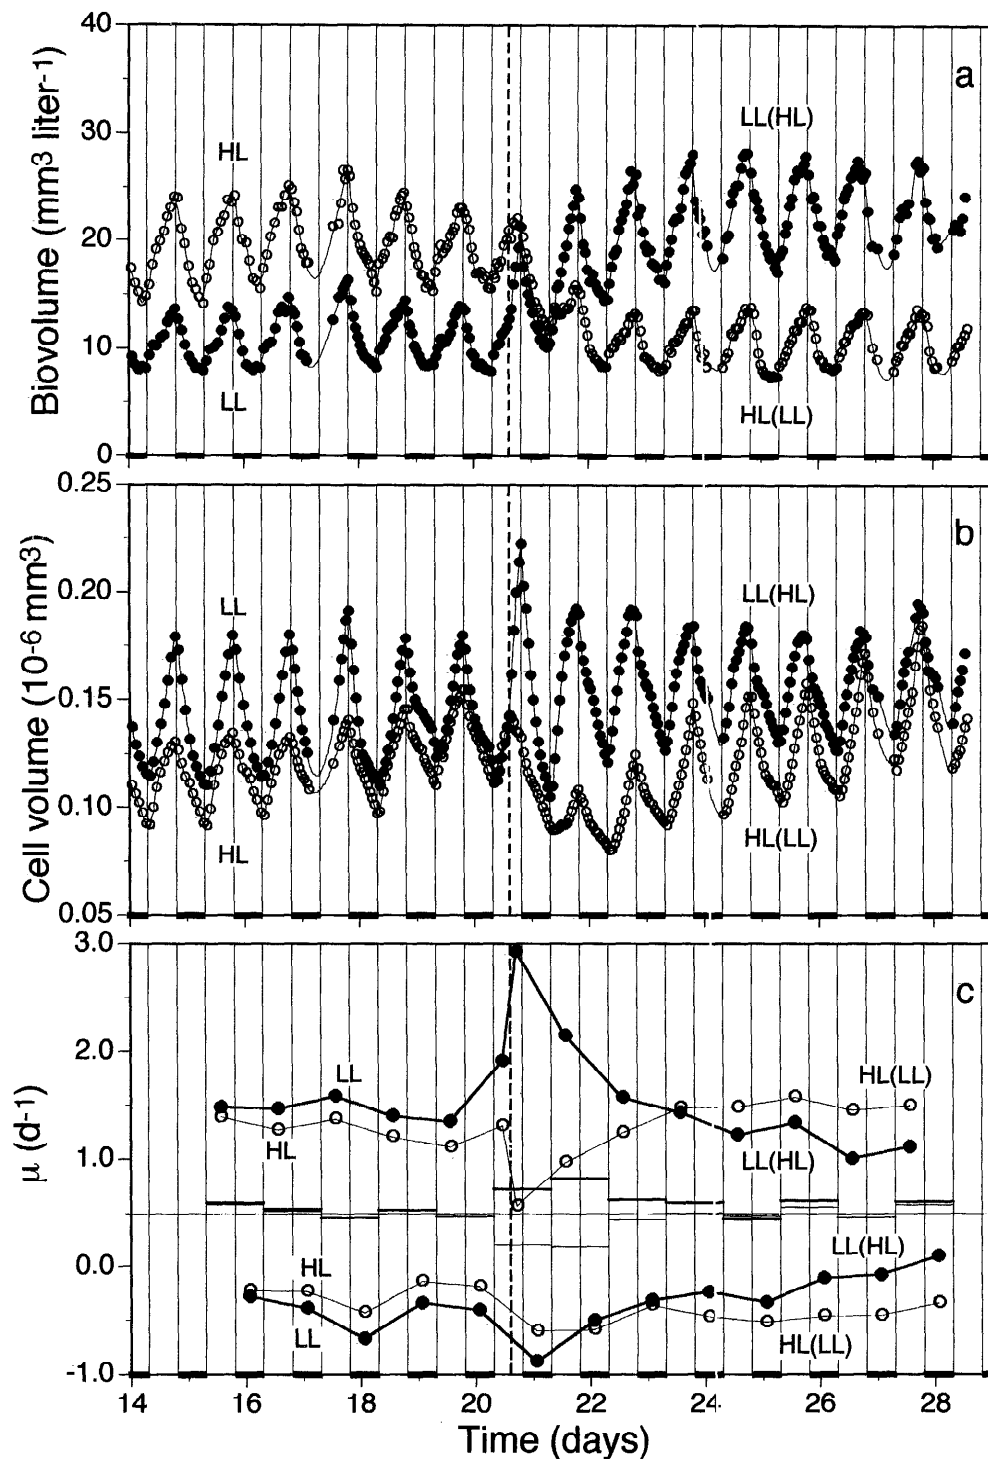 a
Biovolume (mm3 liter-1)
40
30
20
10
0
HL
LL
LL(HL)
HL(LL)
b
Cell volume (10-6 mm3)
0.25
0.20
0.15
0.10
0.05
LL
HL
LL(HL)
HL(LL)
c
μ (d-1)
3.0
2.0
1.0
0.0
-1.0
LL
HL
HL(LL)
LL(HL)
HL
LL
LL(HL)
HL(LL)
14 16 18 20 22 24 26 28
Time (days)